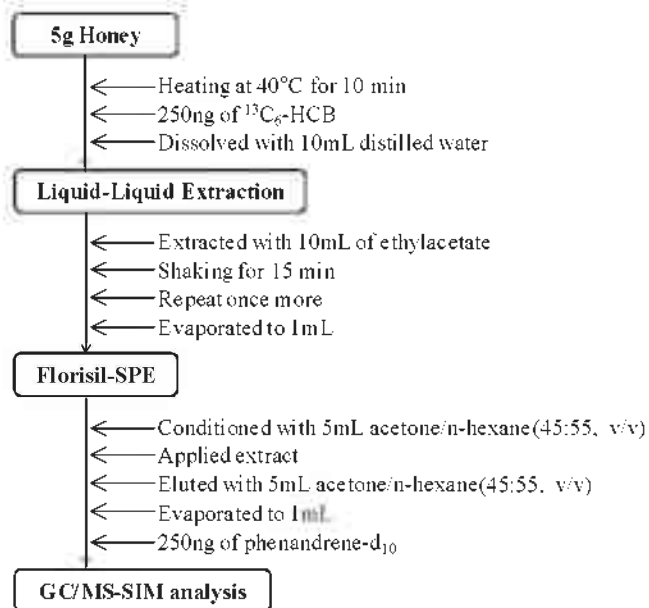 5g Honey
Heating at 40°C for 10 min
250ng of ¹³C₆-HCB
Dissolved with 10mL distilled water
Liquid-Liquid Extraction
Extracted with 10mL of ethylacetate
Shaking for 15 min
Repeat once more
Evaporated to 1mL
Florisil-SPE
Conditioned with 5mL acetone/n-hexane(45:55, v/v)
Applied extract
Eluted with 5mL acetone/n-hexane(45:55, v/v)
Evaporated to 1mL
250ng of phenandrene-d₁₀
GC/MS-SIM analysis